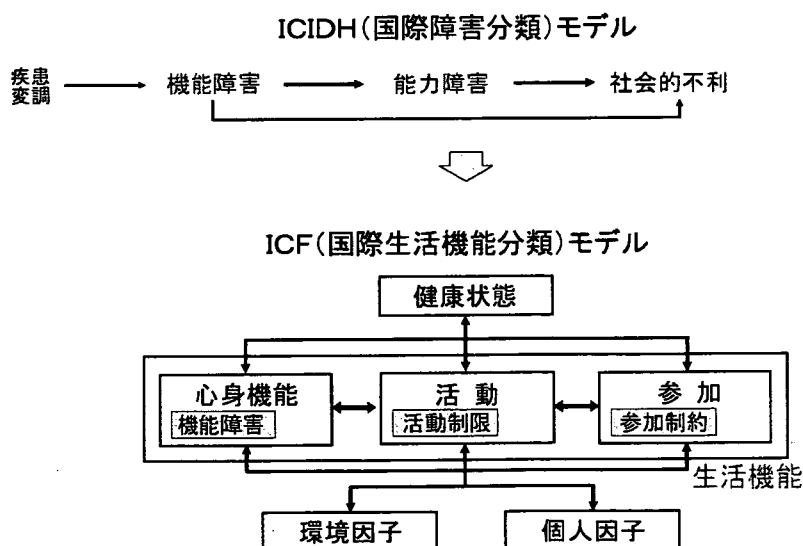 ICIDH(国際障害分類)モデル
疾患
変調
機能障害
能力障害
社会的不利
ICF(国際生活機能分類)モデル
健康状態
心身機能
機能障害
活動
活動制限
参加
参加制約
生活機能
環境因子
個人因子